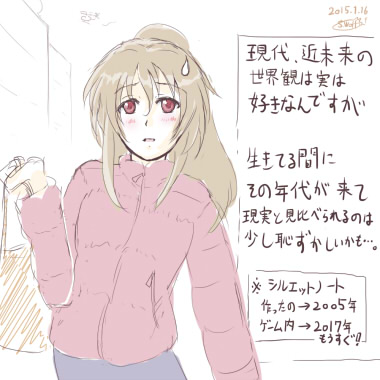 2015.1.16
現代、近未来の
世界観は実は
好きなんですが
生きてる間に
その年代が来て
現実と見比べられるのは
少し恥ずかしいかも…。
※ シルエットノート
作ったの→2005年
ゲーム内→2017年
もうすぐ!